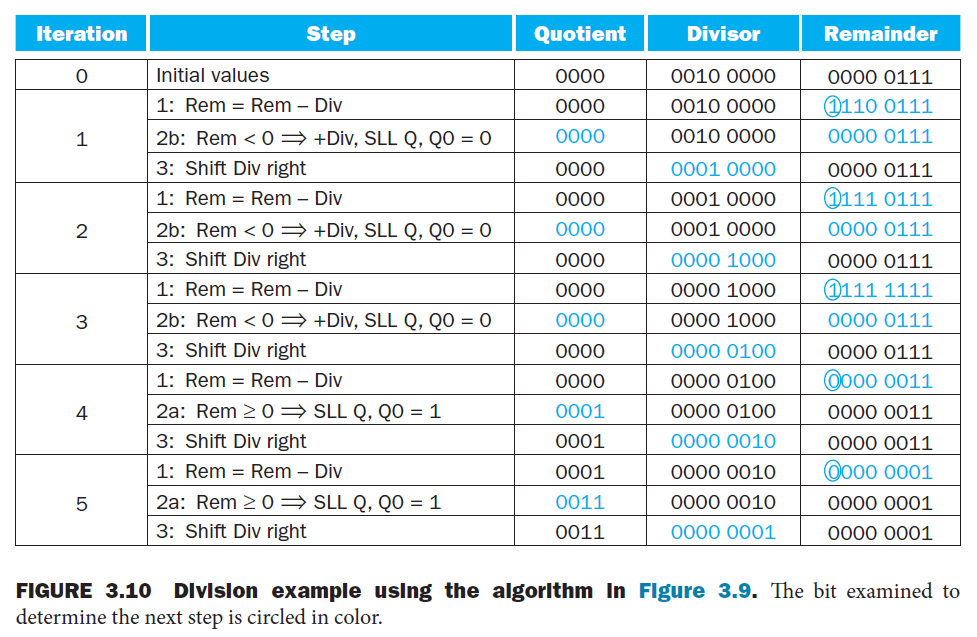 Iteration Step Quotient Divisor Remainder
0 Initial values 0000 0010 0000 0000 0111
1 1: Rem = Rem – Div 0000 0010 0000 1110 0111
2b: Rem < 0 ⟹ +Div, SLL Q, Q0 = 0 0000 0010 0000 0000 0111
3: Shift Div right 0000 0001 0000 0000 0111
2 1: Rem = Rem – Div 0000 0001 0000 1111 0111
2b: Rem < 0 ⟹ +Div, SLL Q, Q0 = 0 0000 0001 0000 0000 0111
3: Shift Div right 0000 0000 1000 0000 0111
3 1: Rem = Rem – Div 0000 0000 1000 1111 1111
2b: Rem < 0 ⟹ +Div, SLL Q, Q0 = 0 0000 0000 1000 0000 0111
3: Shift Div right 0000 0000 0100 0000 0111
4 1: Rem = Rem – Div 0000 0000 0100 0000 0011
2a: Rem ≥ 0 ⟹ SLL Q, Q0 = 1 0001 0000 0100 0000 0011
3: Shift Div right 0001 0000 0010 0000 0011
5 1: Rem = Rem – Div 0001 0000 0010 0000 0001
2a: Rem ≥ 0 ⟹ SLL Q, Q0 = 1 0011 0000 0010 0000 0001
3: Shift Div right 0011 0000 0001 0000 0001
FIGURE 3.10 Division example using the algorithm in Figure 3.9. The bit examined to
determine the next step is circled in color.